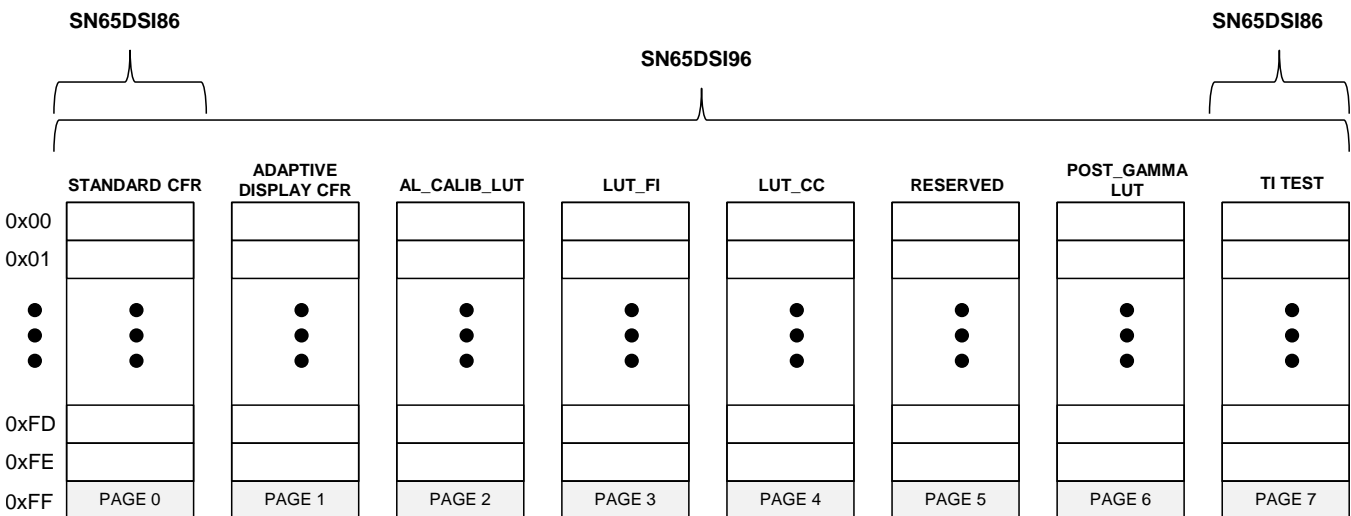 SN65DSI86
SN65DSI86
SN65DSI96
STANDARD CFR
ADAPTIVE
DISPLAY CFR
AL_CALIB_LUT
LUT_FI
LUT_CC
RESERVED
POST_GAMMA
LUT
TI TEST
0x00
0x01
0xFD
0xFE
0xFF
PAGE 0
PAGE 1
PAGE 2
PAGE 3
PAGE 4
PAGE 5
PAGE 6
PAGE 7